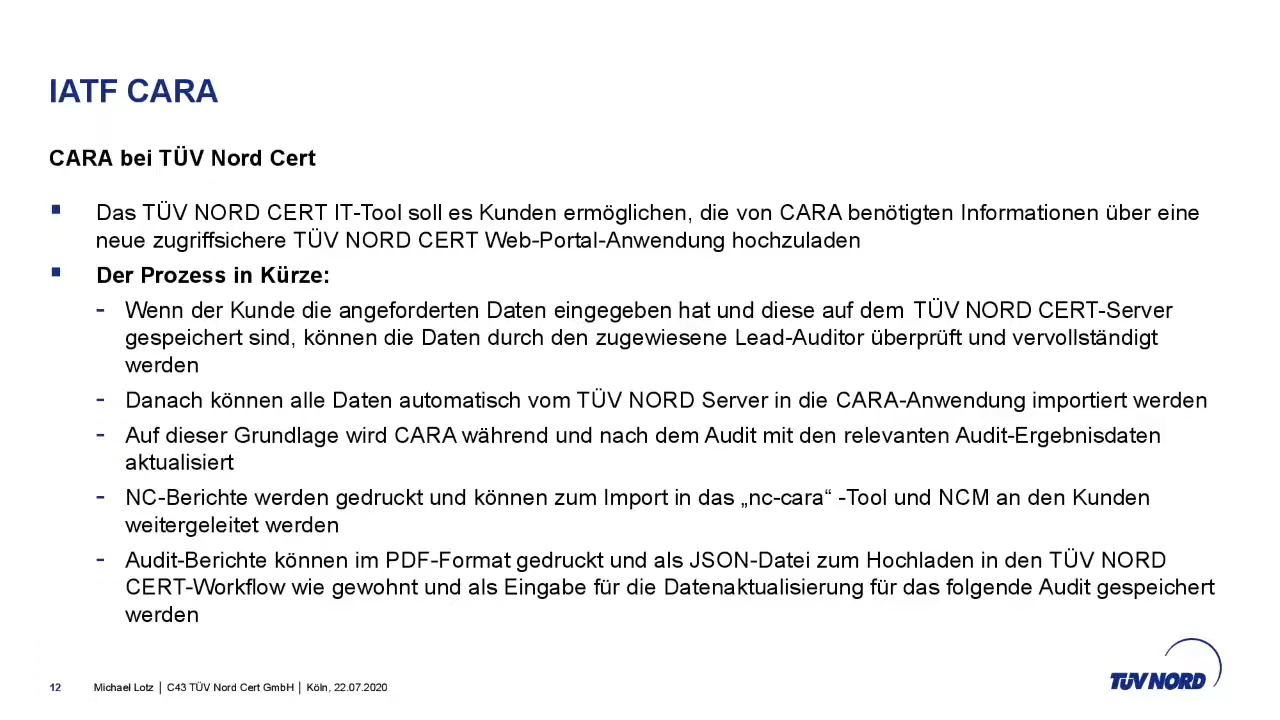 IATF CARA
CARA bei TÜV Nord Cert
▪ Das TÜV NORD CERT IT-Tool soll es Kunden ermöglichen, die von CARA benötigten Informationen über eine
neue zugriffsichere TÜV NORD CERT Web-Portal-Anwendung hochzuladen
▪ Der Prozess in Kürze:
- Wenn der Kunde die angeforderten Daten eingegeben hat und diese auf dem TÜV NORD CERT-Server
gespeichert sind, können die Daten durch den zugewiesene Lead-Auditor überprüft und vervollständigt
werden
- Danach können alle Daten automatisch vom TÜV NORD Server in die CARA-Anwendung importiert werden
- Auf dieser Grundlage wird CARA während und nach dem Audit mit den relevanten Audit-Ergebnisdaten
aktualisiert
- NC-Berichte werden gedruckt und können zum Import in das „nc-cara“ -Tool und NCM an den Kunden
weitergeleitet werden
- Audit-Berichte können im PDF-Format gedruckt und als JSON-Datei zum Hochladen in den TÜV NORD
CERT-Workflow wie gewohnt und als Eingabe für die Datenaktualisierung für das folgende Audit gespeichert
werden
12 Michael Lotz │ C43 TÜV Nord Cert GmbH │ Köln, 22.07.2020
TÜV NORD